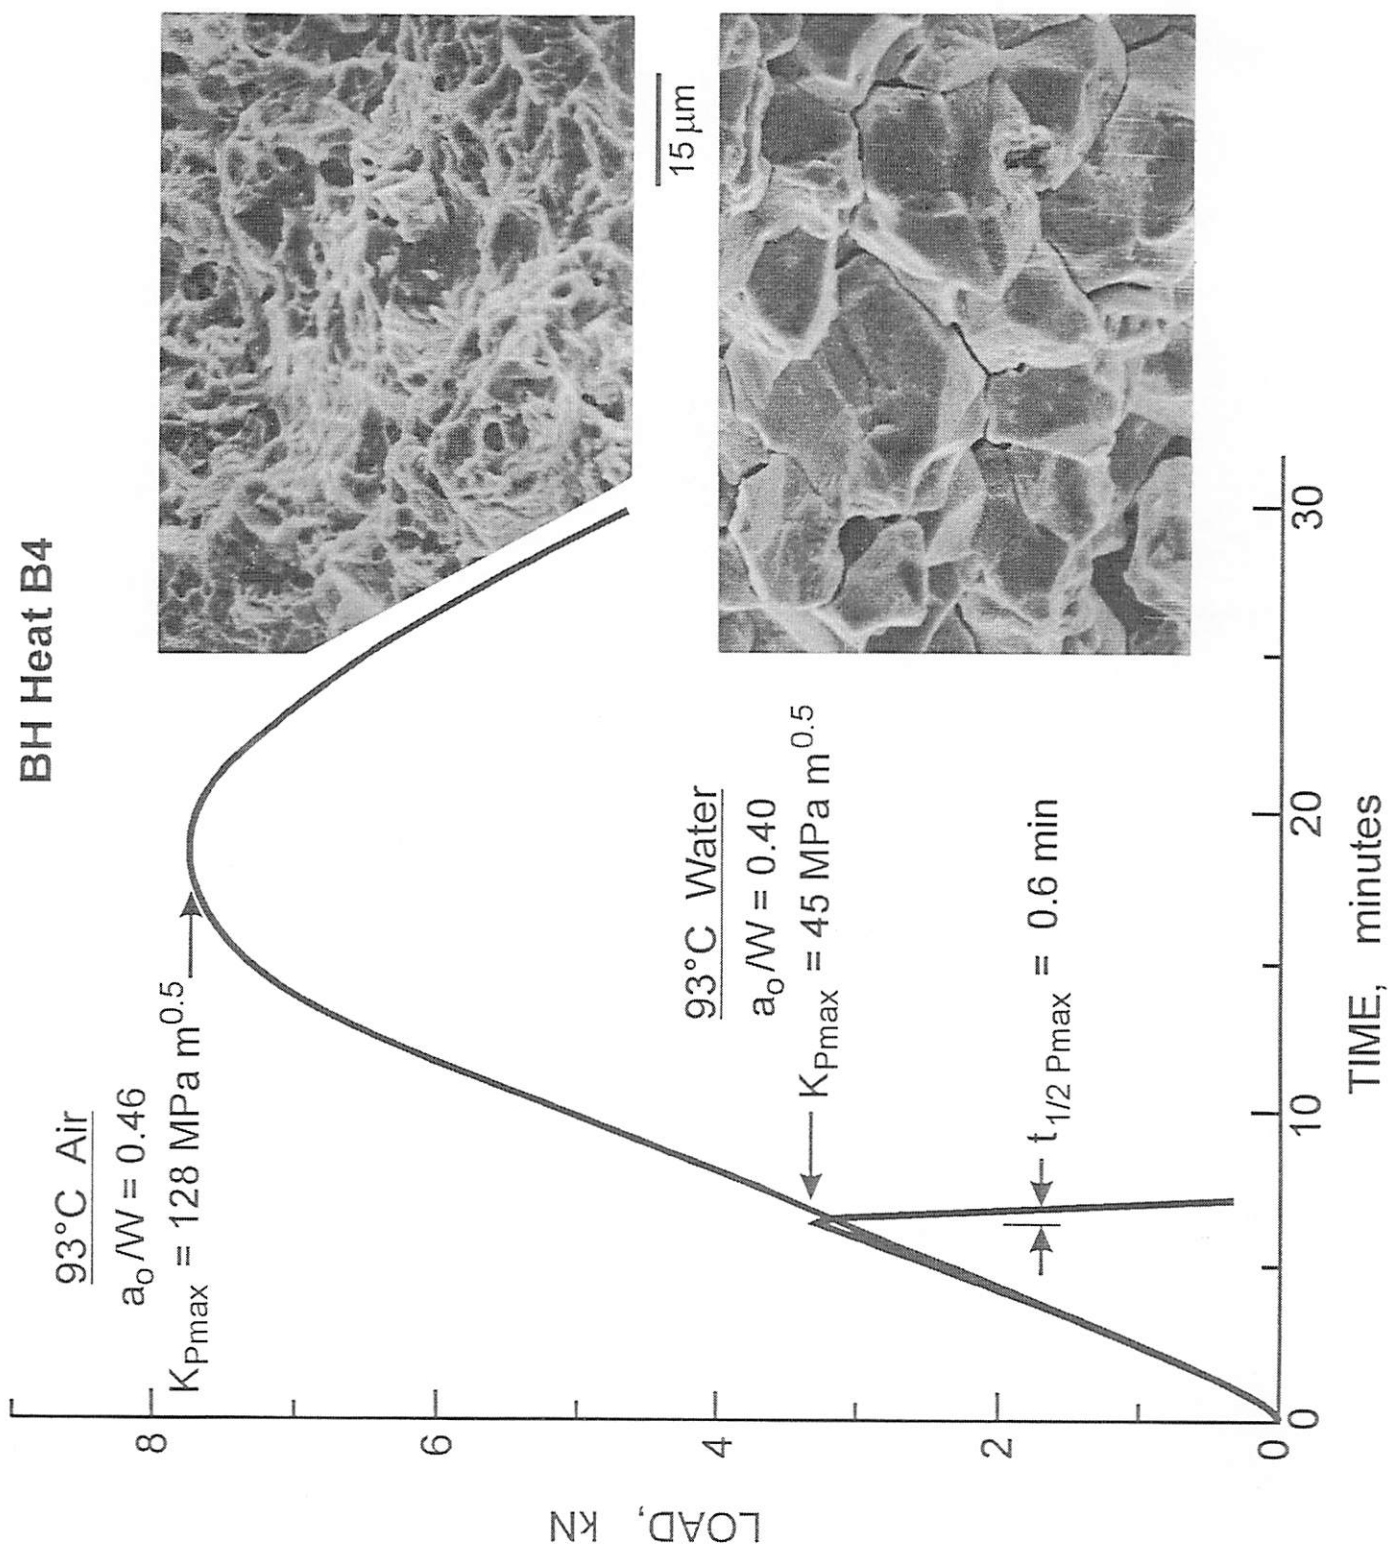 BH Heat B4
93°C Air
a₀/W = 0.46
K_Pmax = 128 MPa m^0.5
15 µm
93°C Water
a₀/W = 0.40
K_Pmax = 45 MPa m^0.5
t_1/2 Pmax = 0.6 min
LOAD, kN
8
6
4
2
0
0
10
20
30
TIME, minutes